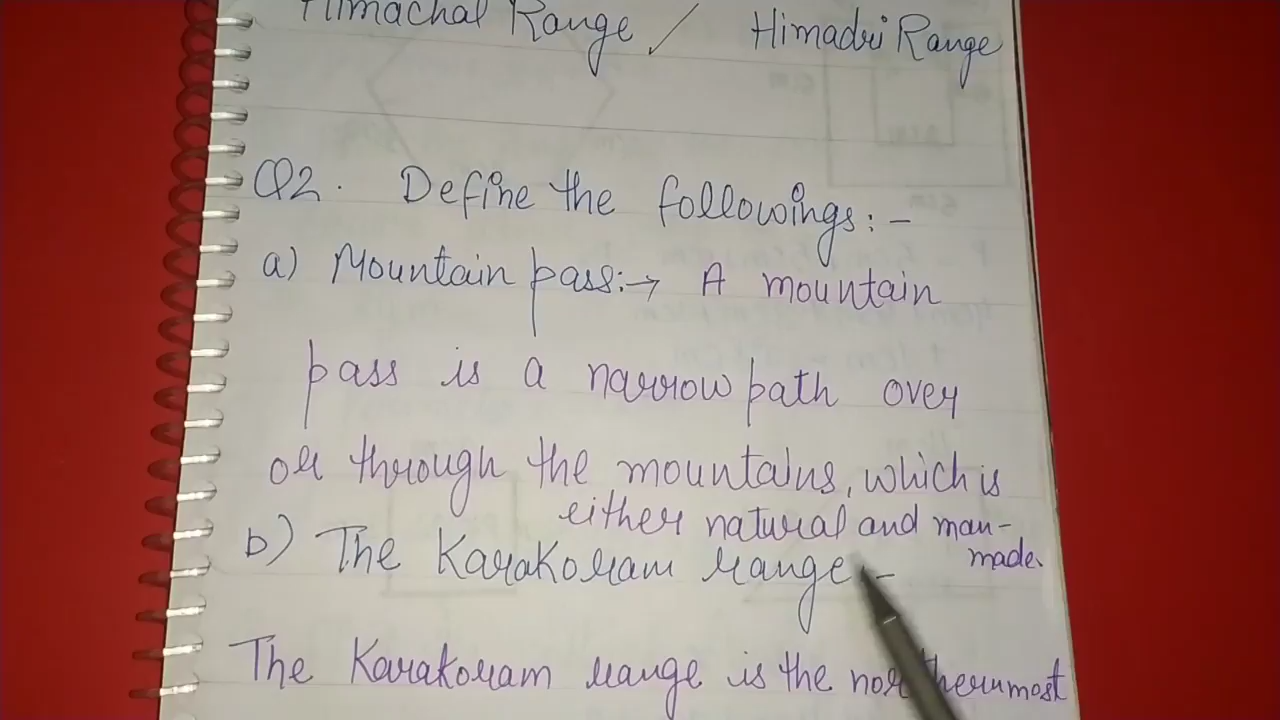 Himachal Range / Himadri Range
Q2. Define the followings:-
a) Mountain pass:→ A mountain
pass is a narrow path over
or through the mountains, which is
either natural and man-
made.
b) The Karakoram range -
The Karakoram range is the northernmost